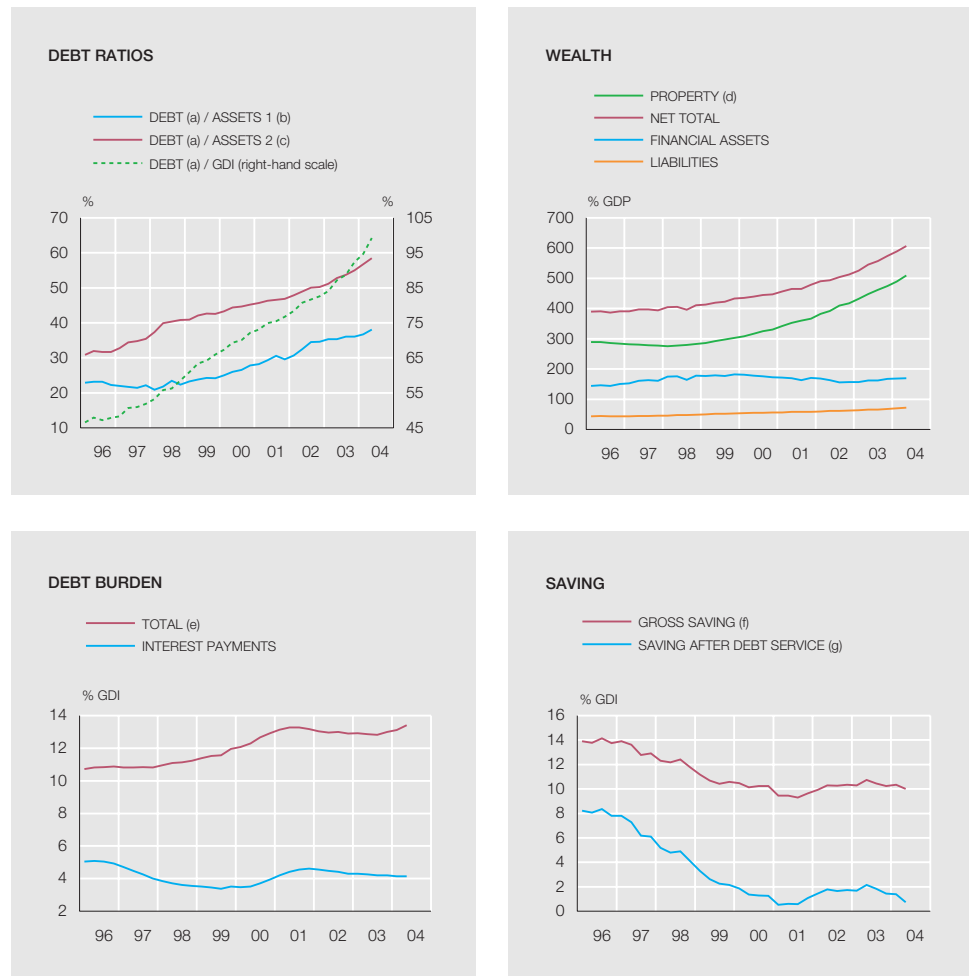 DEBT RATIOS
DEBT (a) / ASSETS 1 (b)
DEBT (a) / ASSETS 2 (c)
DEBT (a) / GDI (right-hand scale)
% %
70 105
60 95
50 85
40 75
30 65
20 55
10 45
96 97 98 99 00 01 02 03 04
WEALTH
PROPERTY (d)
NET TOTAL
FINANCIAL ASSETS
LIABILITIES
% GDP
700
600
500
400
300
200
100
0
96 97 98 99 00 01 02 03 04
DEBT BURDEN
TOTAL (e)
INTEREST PAYMENTS
% GDI
14
12
10
8
6
4
2
96 97 98 99 00 01 02 03 04
SAVING
GROSS SAVING (f)
SAVING AFTER DEBT SERVICE (g)
% GDI
16
14
12
10
8
6
4
2
0
96 97 98 99 00 01 02 03 04